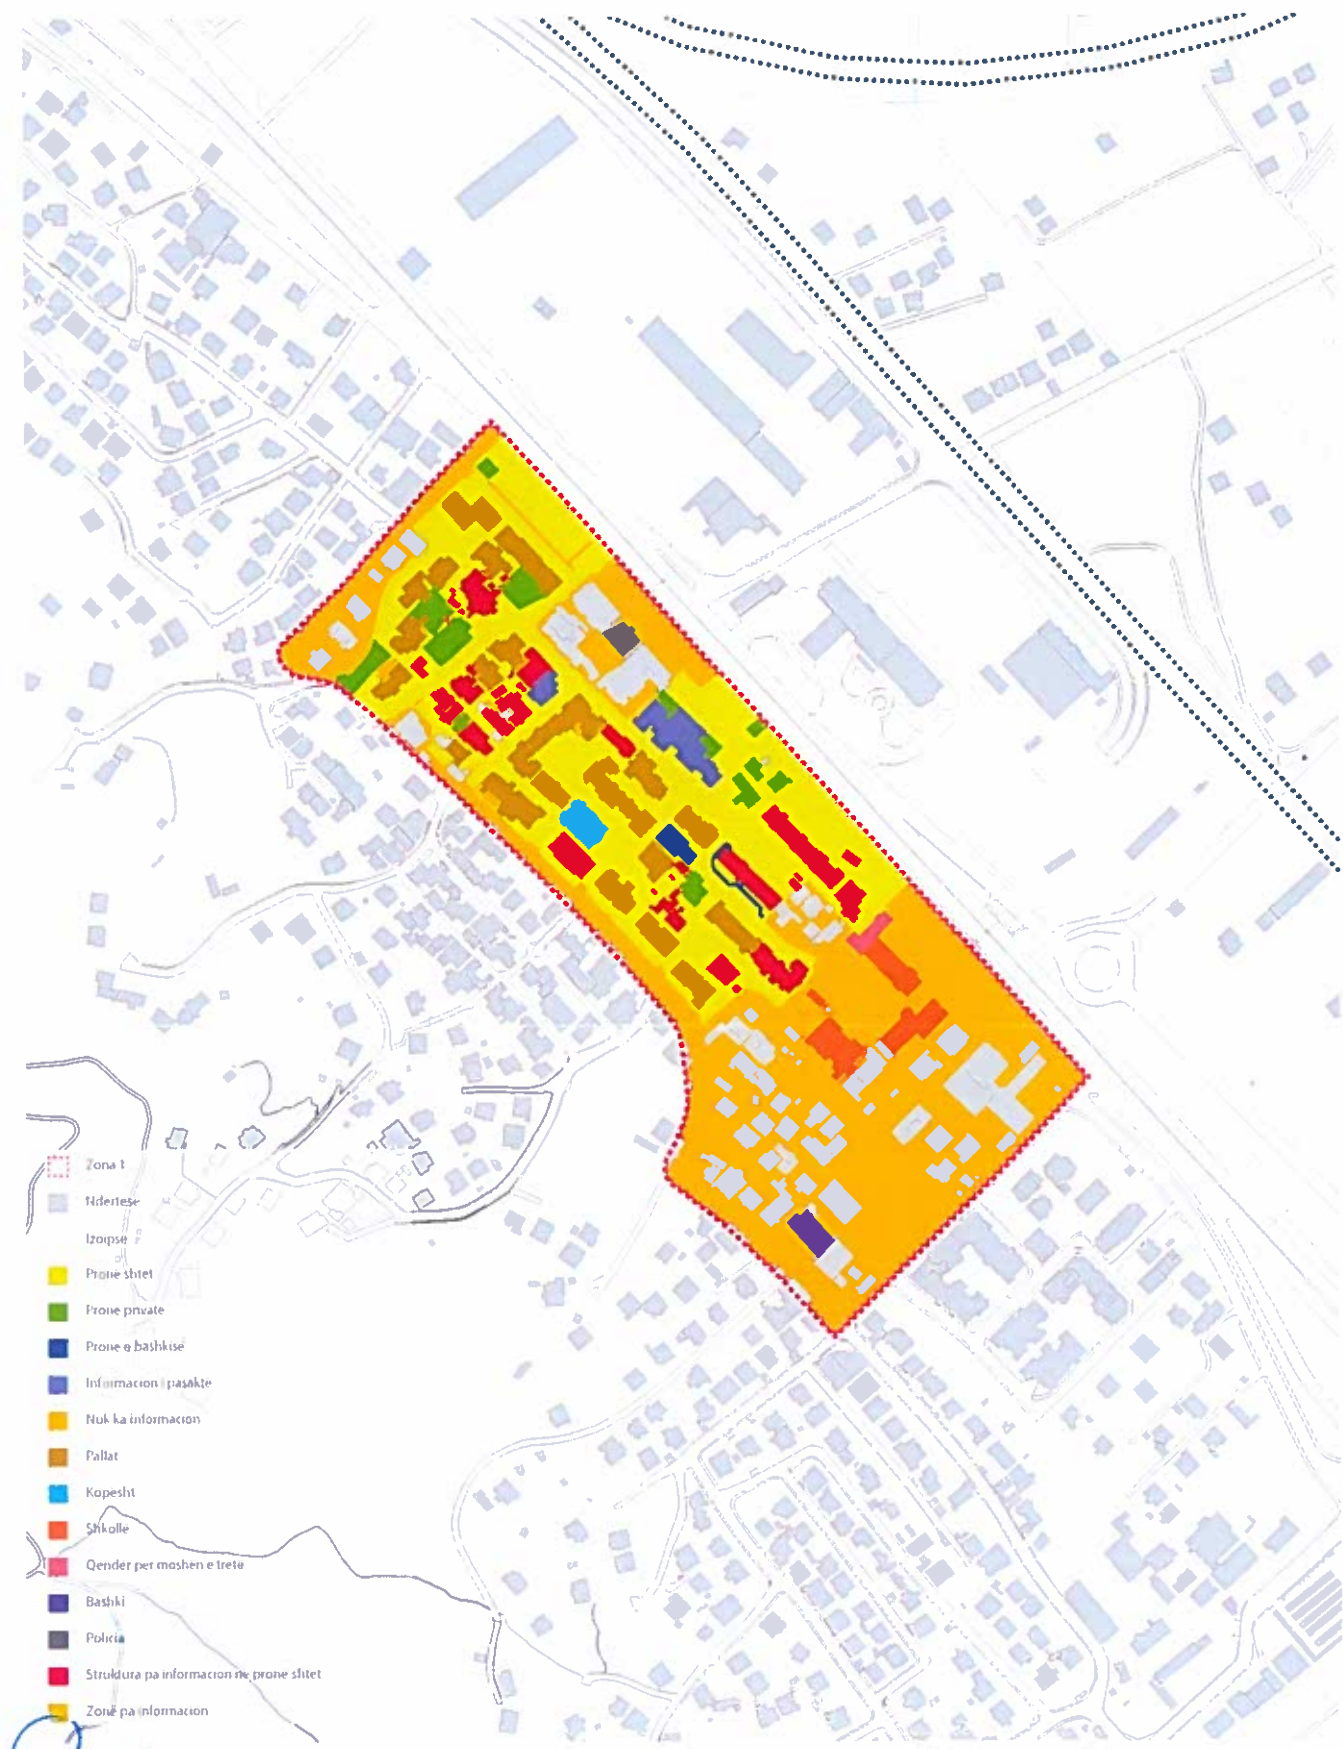 Zona 1
Ndertese
Izoipse
Prone shtet
Prone private
Prone e bashkise
Informacion i pasakte
Nuk ka informacion
Pallat
Kopesht
Shkolle
Qender per moshen e trete
Bashki
Policia
Struktura pa informacion ne prone shtet
Zone pa informacion